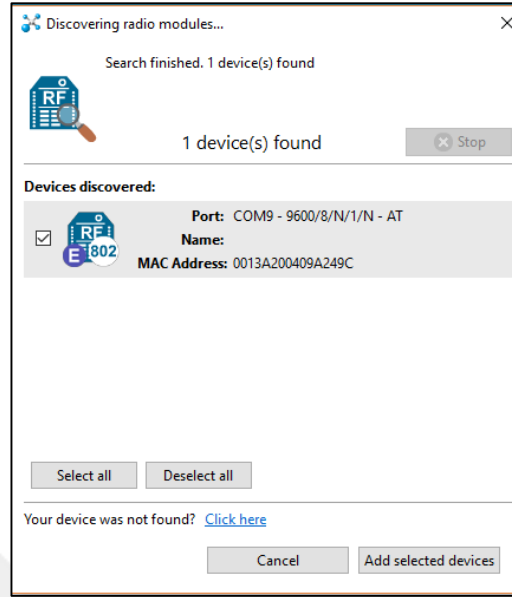 Discovering radio modules...
Search finished. 1 device(s) found
RF
1 device(s) found
Stop
Devices discovered:
Port: COM9 - 9600/8/N/1/N - AT
RF
E 802
Name:
MAC Address: 0013A200409A249C
Select all Deselect all
Your device was not found? Click here
Cancel Add selected devices